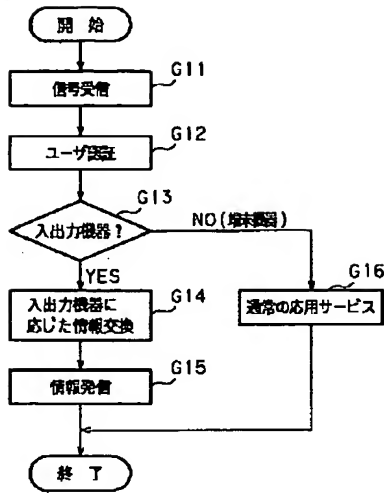 開 始
G11
信号受信
G12
ユーザ認証
G13
入出力機器?
NO(端末機器)
YES
G14
入出力機器に
応じた情報交換
G16
通常の応用サービス
G15
情報発信
終 了